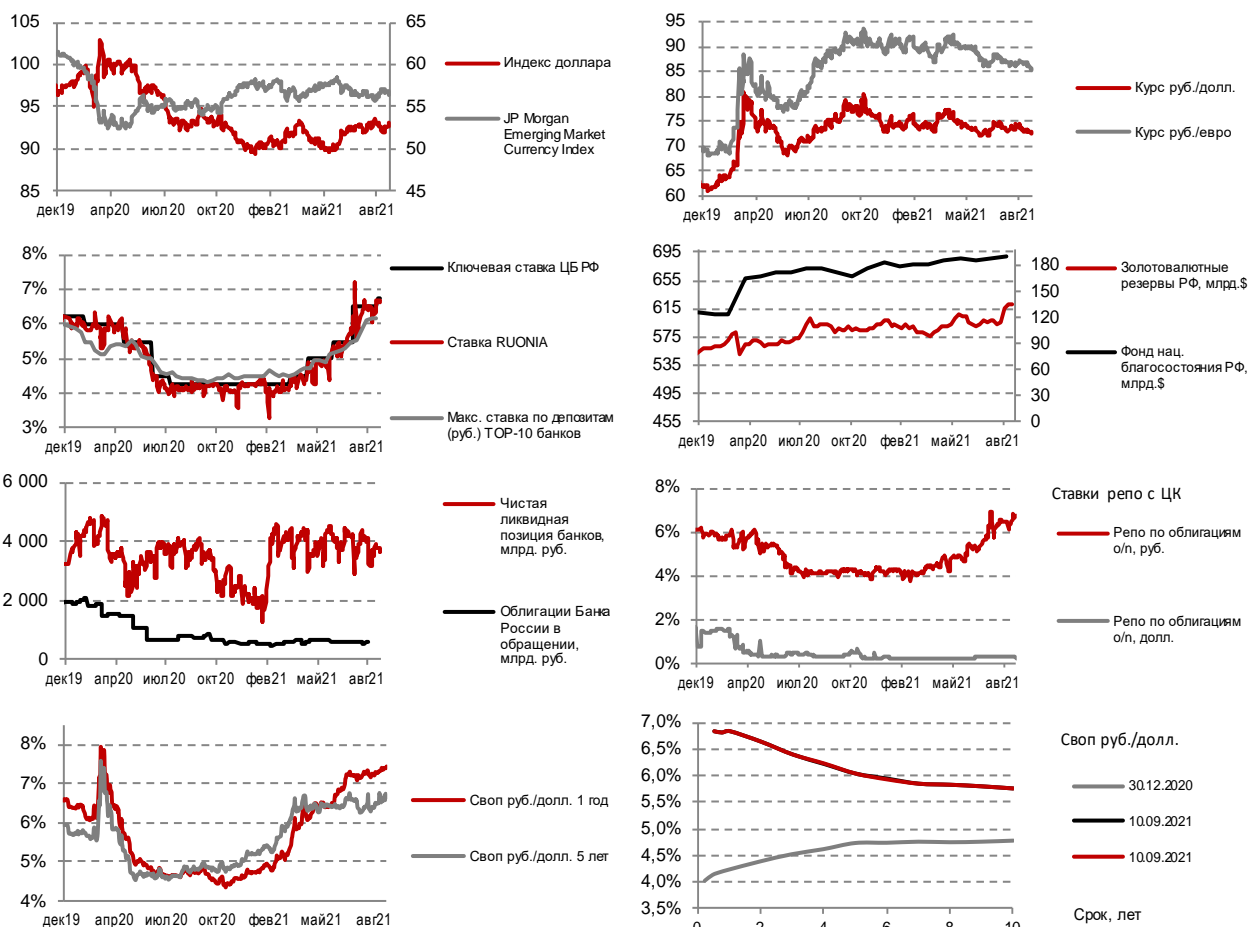 105
100
95
90
85
65
60
55
50
45
дек19 апр20 июл20 окт20 фев21 май21 авг21
Индекс доллара
JP Morgan
Emerging Market
Currency Index
95
90
85
80
75
70
65
60
дек19 апр20 июл20 окт20 фев21 май21 авг21
Курс руб./долл.
Курс руб./евро
8%
7%
6%
5%
4%
3%
дек19 апр20 июл20 окт20 фев21 май21 авг21
Ключевая ставка ЦБ РФ
Ставка RUONIA
Макс. ставка по депозитам
(руб.) TOP-10 банков
695
655
615
575
535
495
455
180
150
120
90
60
30
0
дек19 апр20 июл20 окт20 фев21 май21 авг21
Золотовалютные
резервы РФ, млрд.$
Фонд нац.
благосостояния РФ,
млрд.$
6 000
4 000
2 000
0
дек19 апр20 июл20 окт20 фев21 май21 авг21
Чистая
ликвидная
позиция банков,
млрд. руб.
Облигации Банка
России в
обращении,
млрд. руб.
8%
6%
4%
2%
0%
дек19 апр20 июл20 окт20 фев21 май21 авг21
Ставки репо с ЦК
Репо по облигациям
o/n, руб.
Репо по облигациям
o/n, долл.
8%
7%
6%
5%
4%
дек19 апр20 июл20 окт20 фев21 май21 авг21
Своп руб./долл. 1 год
Своп руб./долл. 5 лет
7,0%
6,5%
6,0%
5,5%
5,0%
4,5%
4,0%
3,5%
0 2 4 6 8 10
Своп руб./долл.
30.12.2020
10.09.2021
10.09.2021
Срок, лет